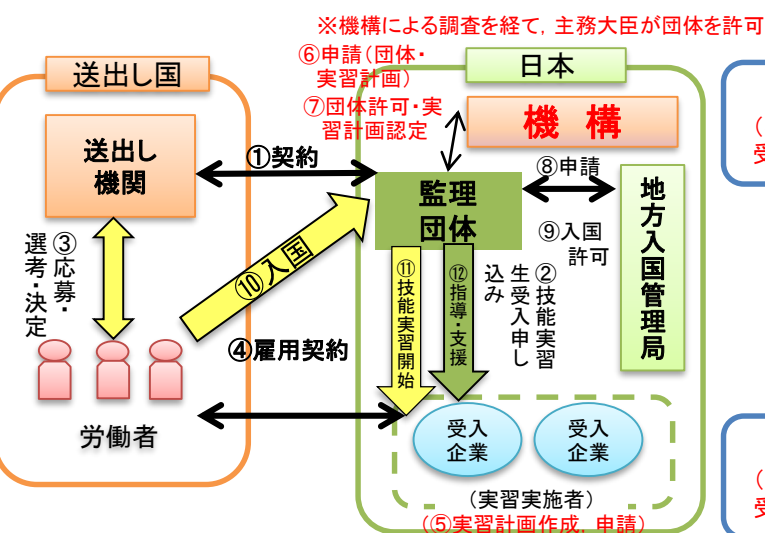 ※機構による調査を経て，主務大臣が団体を許可
⑥申請（団体・
実習計画）
⑦団体許可・実
習計画認定
送出し国
日本
機　構
送出し
機関
①契約
監理
団体
⑧申請
⑨入国
許可
地方入国管理局
③応募・
選考・決定
⑩入国
④雇用契約
⑪技能実習開始
⑫指導・支援
②技能実習
生受入申し
込み
労働者
受入
企業
受入
企業
（実習実施者）
（⑤実習計画作成，申請）
（
受
（
受